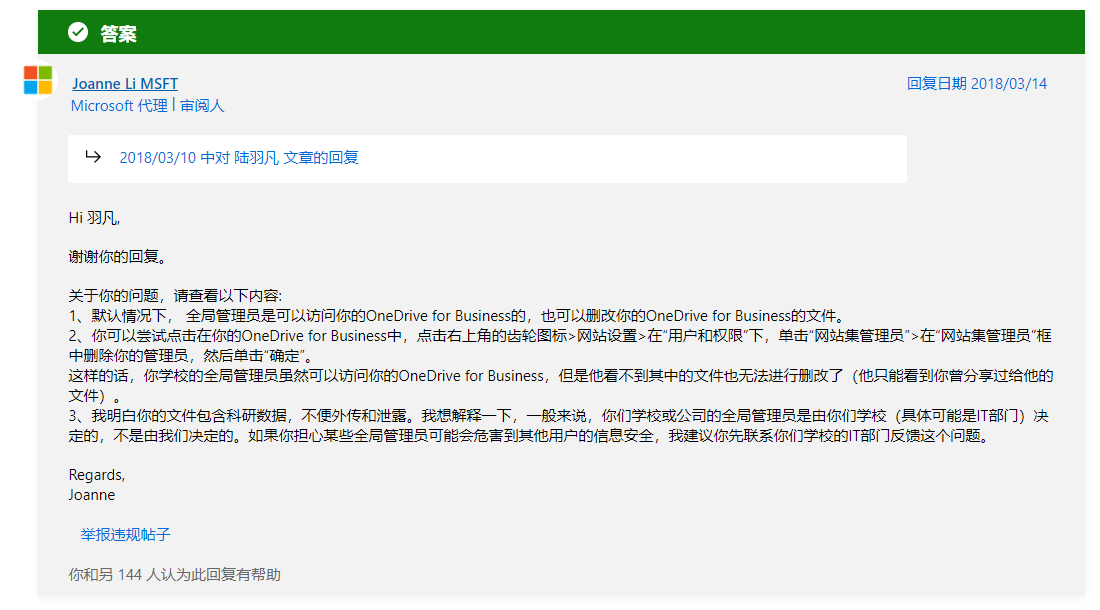 答案
Joanne Li MSFT
回复日期 2018/03/14
Microsoft 代理 | 审阅人
2018/03/10 中对 陆羽凡 文章的回复
Hi 羽凡,
谢谢你的回复。
关于你的问题，请查看以下内容:
1、默认情况下， 全局管理员是可以访问你的OneDrive for Business的，也可以删改你的OneDrive for Business的文件。
2、你可以尝试点击在你的OneDrive for Business中，点击右上角的齿轮图标>网站设置>在“用户和权限”下，单击“网站集管理员”>在“网站集管理员”框
中删除你的管理员，然后单击“确定”。
这样的话，你学校的全局管理员虽然可以访问你的OneDrive for Business，但是他看不到其中的文件也无法进行删改了（他只能看到你曾分享过给他的
文件）。
3、我明白你的文件包含科研数据，不便外传和泄露。我想解释一下，一般来说，你们学校或公司的全局管理员是由你们学校（具体可能是IT部门）决
定的，不是由我们决定的。如果你担心某些全局管理员可能会危害到其他用户的信息安全，我建议你先联系你们学校的IT部门反馈这个问题。
Regards,
Joanne
举报违规帖子
你和另 144 人认为此回复有帮助